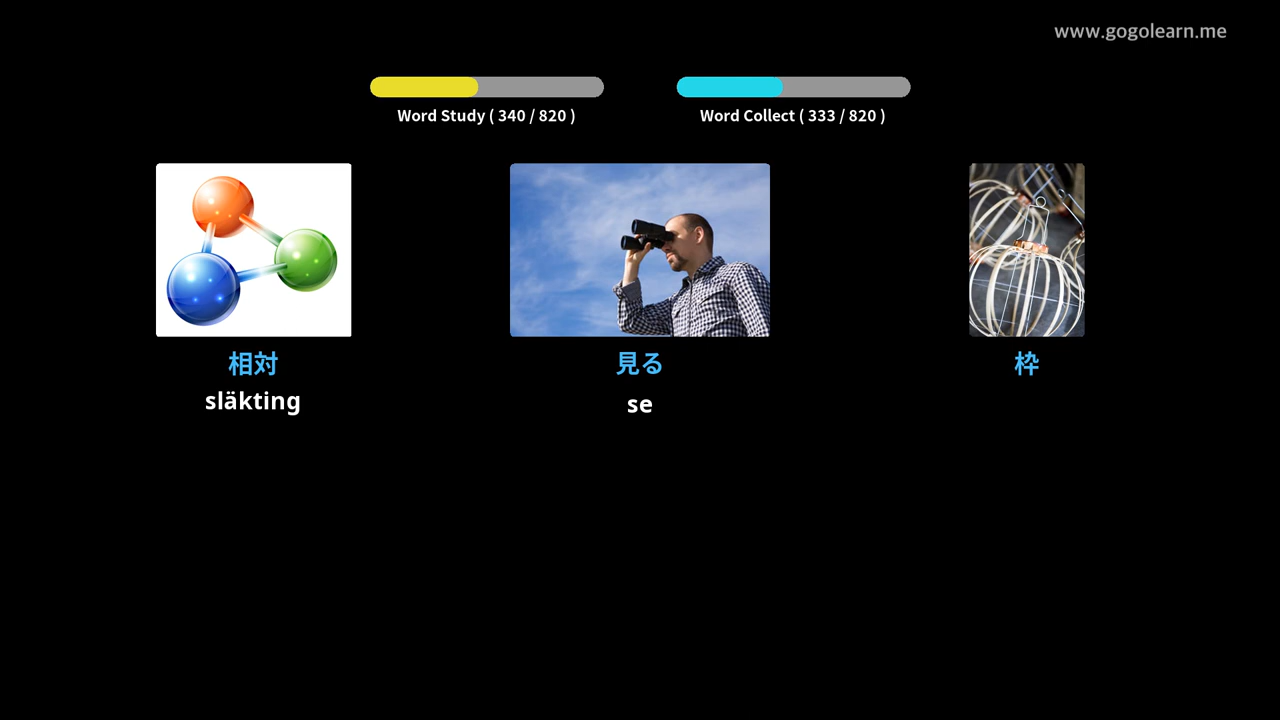 www.gogolearn.me
Word Study ( 340 / 820 )
Word Collect ( 333 / 820 )
相対
släkting
見る
se
枠